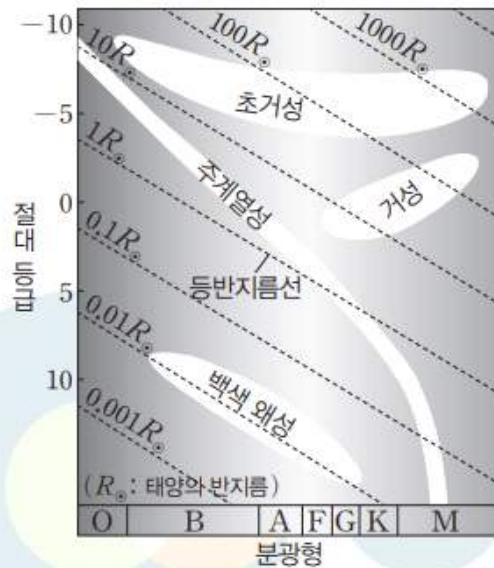 절대 등급
-10
-5
0
5
10
10R☉
100R☉
1000R☉
1R☉
0.1R☉
0.01R☉
0.001R☉
초거성
거성
주계열성
등반지름선
백색 왜성
(R☉: 태양의 반지름)
O B A F G K M
분광형